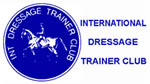 INT DRESSAGE TRAINER CLUB
INTERNATIONAL
DRESSAGE
TRAINER CLUB